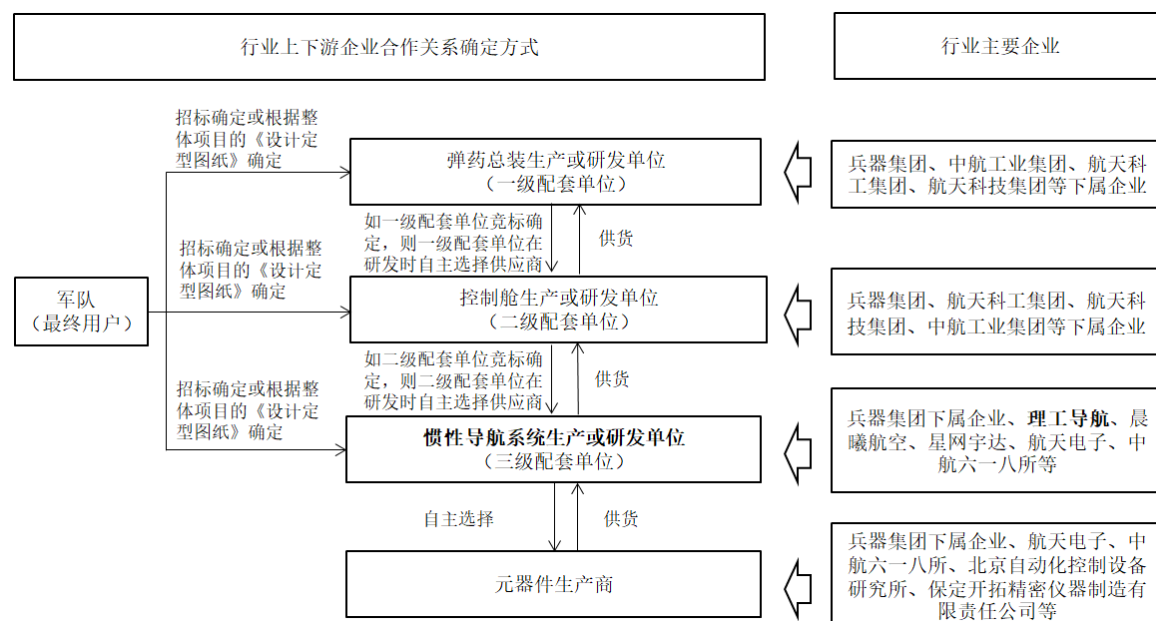 行业上下游企业合作关系确定方式
行业主要企业
招标确定或根据整
体项目的《设计定
型图纸》确定
弹药总装生产或研发单位
（一级配套单位）
兵器集团、中航工业集团、航天科
工集团、航天科技集团等下属企业
如一级配套单位竞标确
定，则一级配套单位在
研发时自主选择供应商
供货
招标确定或根据整
体项目的《设计定
型图纸》确定
军队
（最终用户）
控制舱生产或研发单位
（二级配套单位）
兵器集团、航天科工集团、航天科
技集团、中航工业集团等下属企业
如二级配套单位竞标确
定，则二级配套单位在
研发时自主选择供应商
供货
招标确定或根据整
体项目的《设计定
型图纸》确定
惯性导航系统生产或研发单位
（三级配套单位）
兵器集团下属企业、理工导航、晨
曦航空、星网宇达、航天电子、中
航六一八所等
自主选择
供货
元器件生产商
兵器集团下属企业、航天电子、中
航六一八所、北京自动化控制设备
研究所、保定开拓精密仪器制造有
限责任公司等